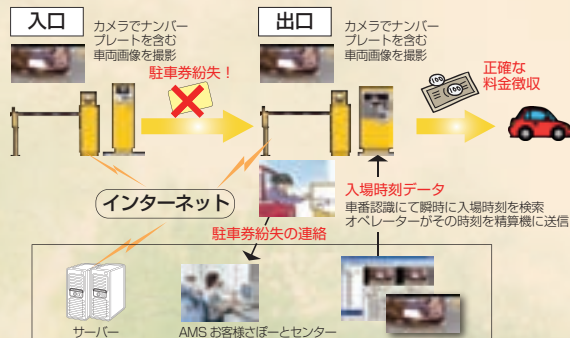 入口
カメラでナンバー
プレートを含む
車両画像を撮影
駐車券紛失！
出口
カメラでナンバー
プレートを含む
車両画像を撮影
100
100
正確な
料金徴収
インターネット
入場時刻データ
車番認識にて瞬時に入場時刻を検索
オペレーターがその時刻を精算機に送信
駐車券紛失の連絡
サーバー
AMS お客様さぽーとセンター